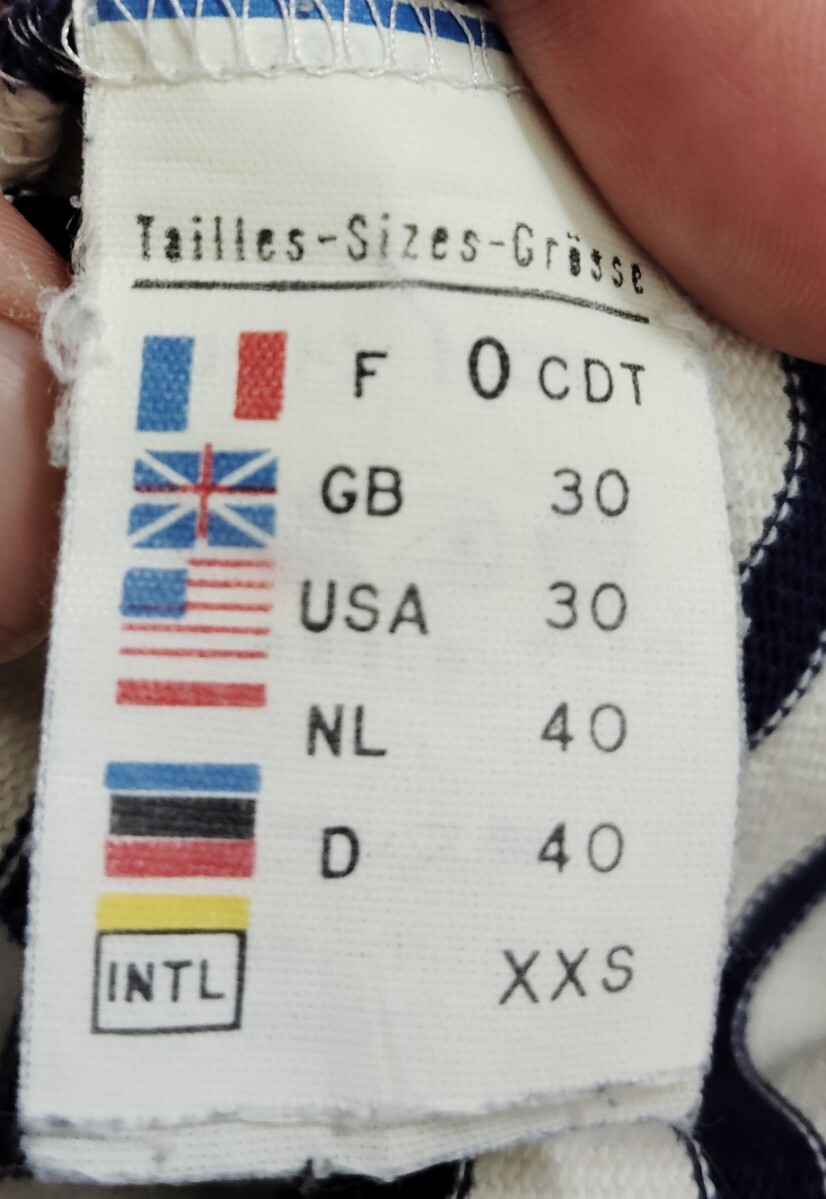 Tailles-Sizes-Grösse
F 0 CDT
GB 30
USA 30
NL 40
D 40
INTL XXS